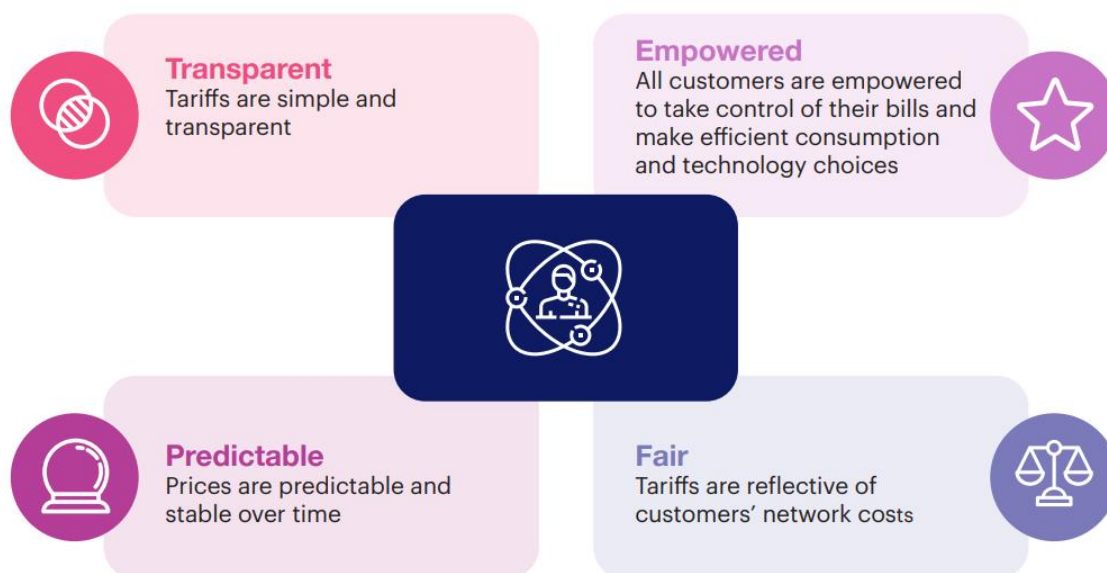 Transparent
Tariffs are simple and
transparent
Empowered
All customers are empowered
to take control of their bills and
make efficient consumption
and technology choices
Predictable
Prices are predictable and
stable over time
Fair
Tariffs are reflective of
customers’ network costs